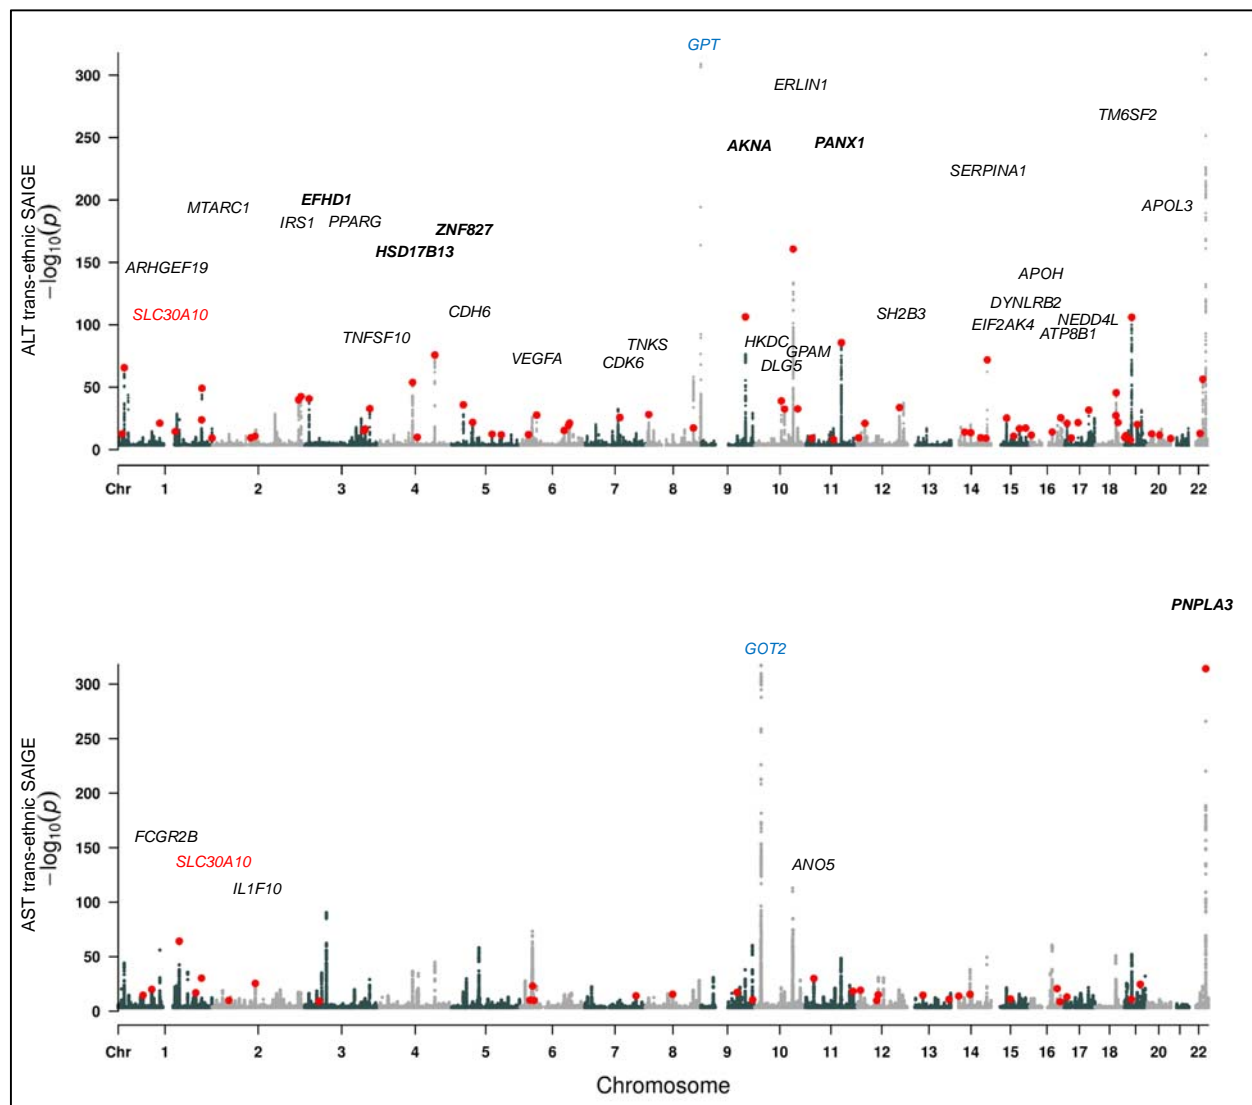 GPT
300
ERLIN1
TM6SF2
250
AKNA
PANX1
SERPINA1
200
MTARC1
EFHD1
IRS1
PPARG
APOL3
ZNF827
HSD17B13
150
ARHGEF19
APOH
SLC30A10
CDH6
DYNLRB2
SH2B3
EIF2AK4
NEDD4L
ATP8B1
100
TNFSF10
VEGFA
TNKS
CDK6
HKDC
GPAM
DLG5
50
0
ALT trans-ethnic SAIGE
−log10(p)
Chr 1 2 3 4 5 6 7 8 9 10 11 12 13 14 15 16 17 18 19 20 22
PNPLA3
GOT2
300
250
200
150
FCGR2B
SLC30A10
IL1F10
ANO5
100
50
0
AST trans-ethnic SAIGE
−log10(p)
Chr 1 2 3 4 5 6 7 8 9 10 11 12 13 14 15 16 17 18 19 20 22
Chromosome